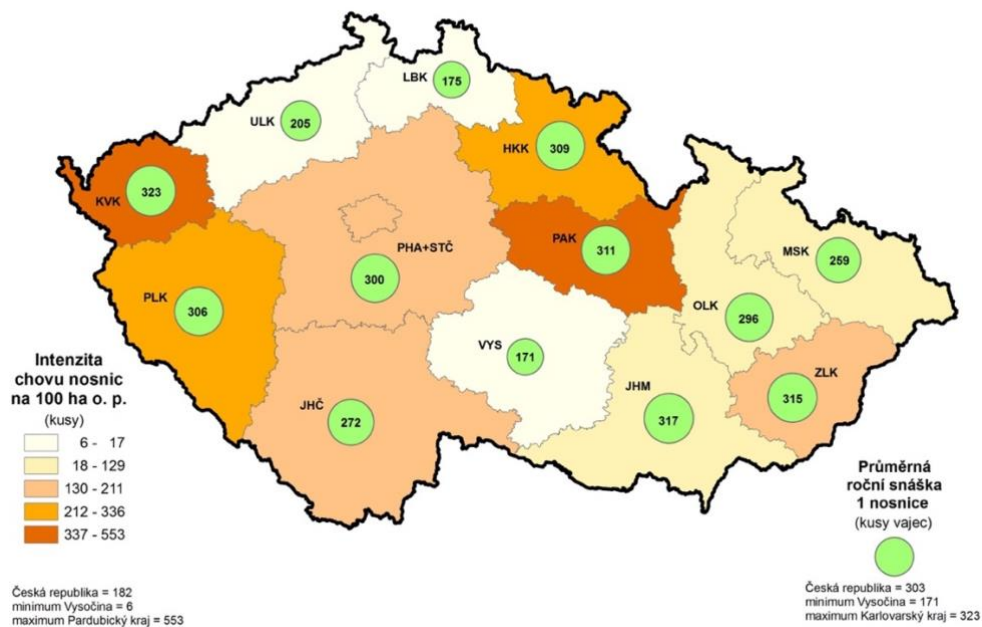 LBK
175
ULK
205
HKK
309
KVK
323
PAK
311
PHA+STČ
300
MSK
259
PLK
306
OLK
296
VYS
171
ZLK
315
JHM
317
JHČ
272
Intenzita
chovu nosnic
na 100 ha o. p.
(kusy)
6 - 17
18 - 129
130 - 211
212 - 336
337 - 553
Česká republika = 182
minimum Vysočina = 6
maximum Pardubický kraj = 553
Průměrná
roční snáška
1 nosnice
(kusy vajec)
Česká republika = 303
minimum Vysočina = 171
maximum Karlovarský kraj = 323